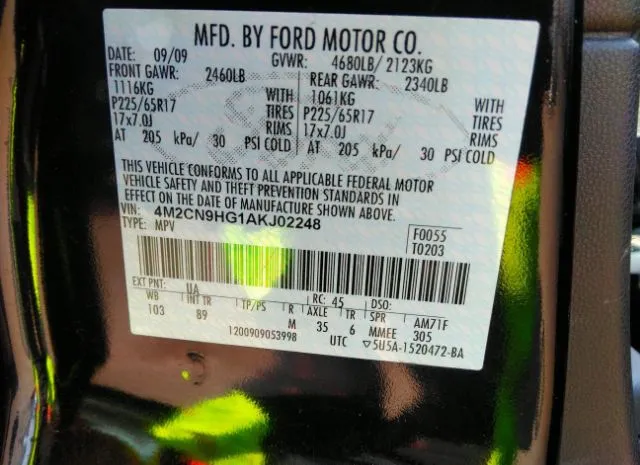 MFD. BY FORD MOTOR CO.
DATE: 09/09 GVWR: 4680LB/ 2123KG
FRONT GAWR: 2460LB REAR GAWR: 2340LB
1116KG WITH 1061KG WITH
P225/65R17 TIRES P225/65R17 TIRES
17x7.0J RIMS 17x7.0J RIMS
AT 205 kPa/ 30 PSI COLD AT 205 kPa/ 30 PSI COLD
THIS VEHICLE CONFORMS TO ALL APPLICABLE FEDERAL MOTOR
VEHICLE SAFETY AND THEFT PREVENTION STANDARDS IN
EFFECT ON THE DATE OF MANUFACTURE SHOWN ABOVE.
VIN: 4M2CN9HG1AKJ02248 F0055
TYPE: MPV T0203
EXT PNT: UA RC: 45 DSO:
WB INT TR TP/PS R AXLE TR SPR AM71F
103 89 M 35 6 MMEE 305
1200909053998 UTC ▽5U5A-1520472-BA